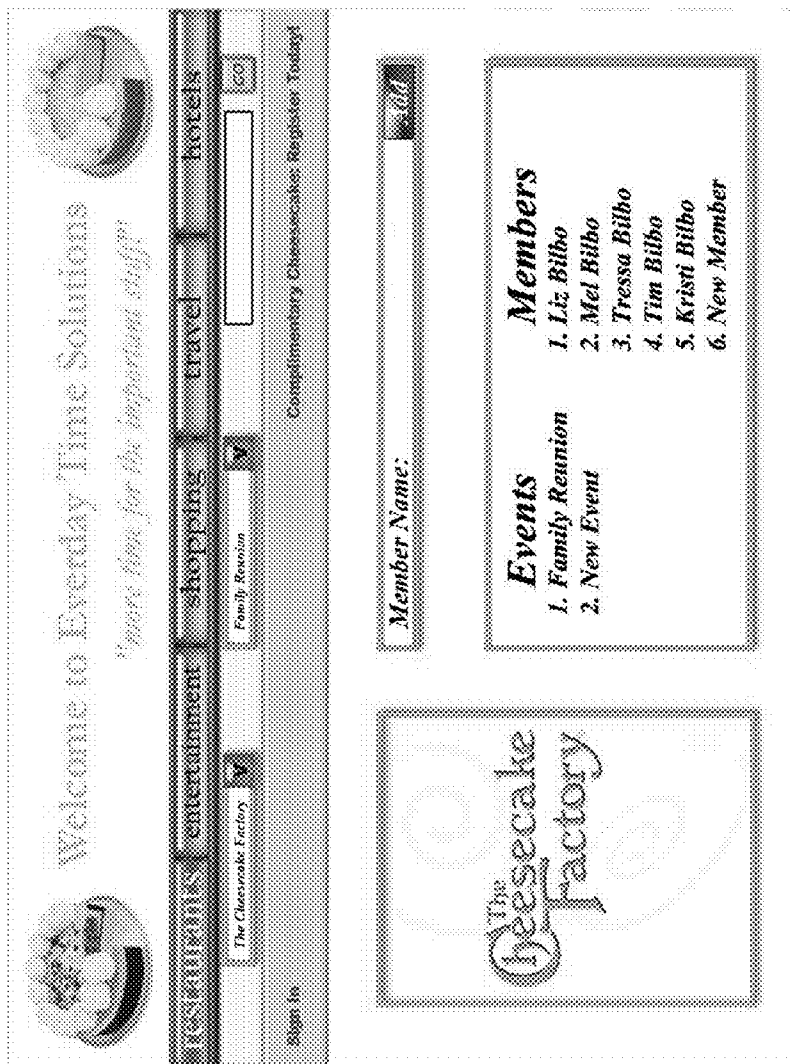 Welcome to Everday Time Solutions
"more time for the important stuff!"
restaurants entertainment shopping travel hotels
The Cheesecake Factory V Family Reunion V GO
Sign In Complimentary Cheesecake: Register Today!
The
Cheesecake
Factory
Member Name: Add
Events
1. Family Reunion
2. New Event
Members
1. Liz Bilbo
2. Mel Bilbo
3. Tressa Bilbo
4. Tim Bilbo
5. Kristi Bilbo
6. New Member